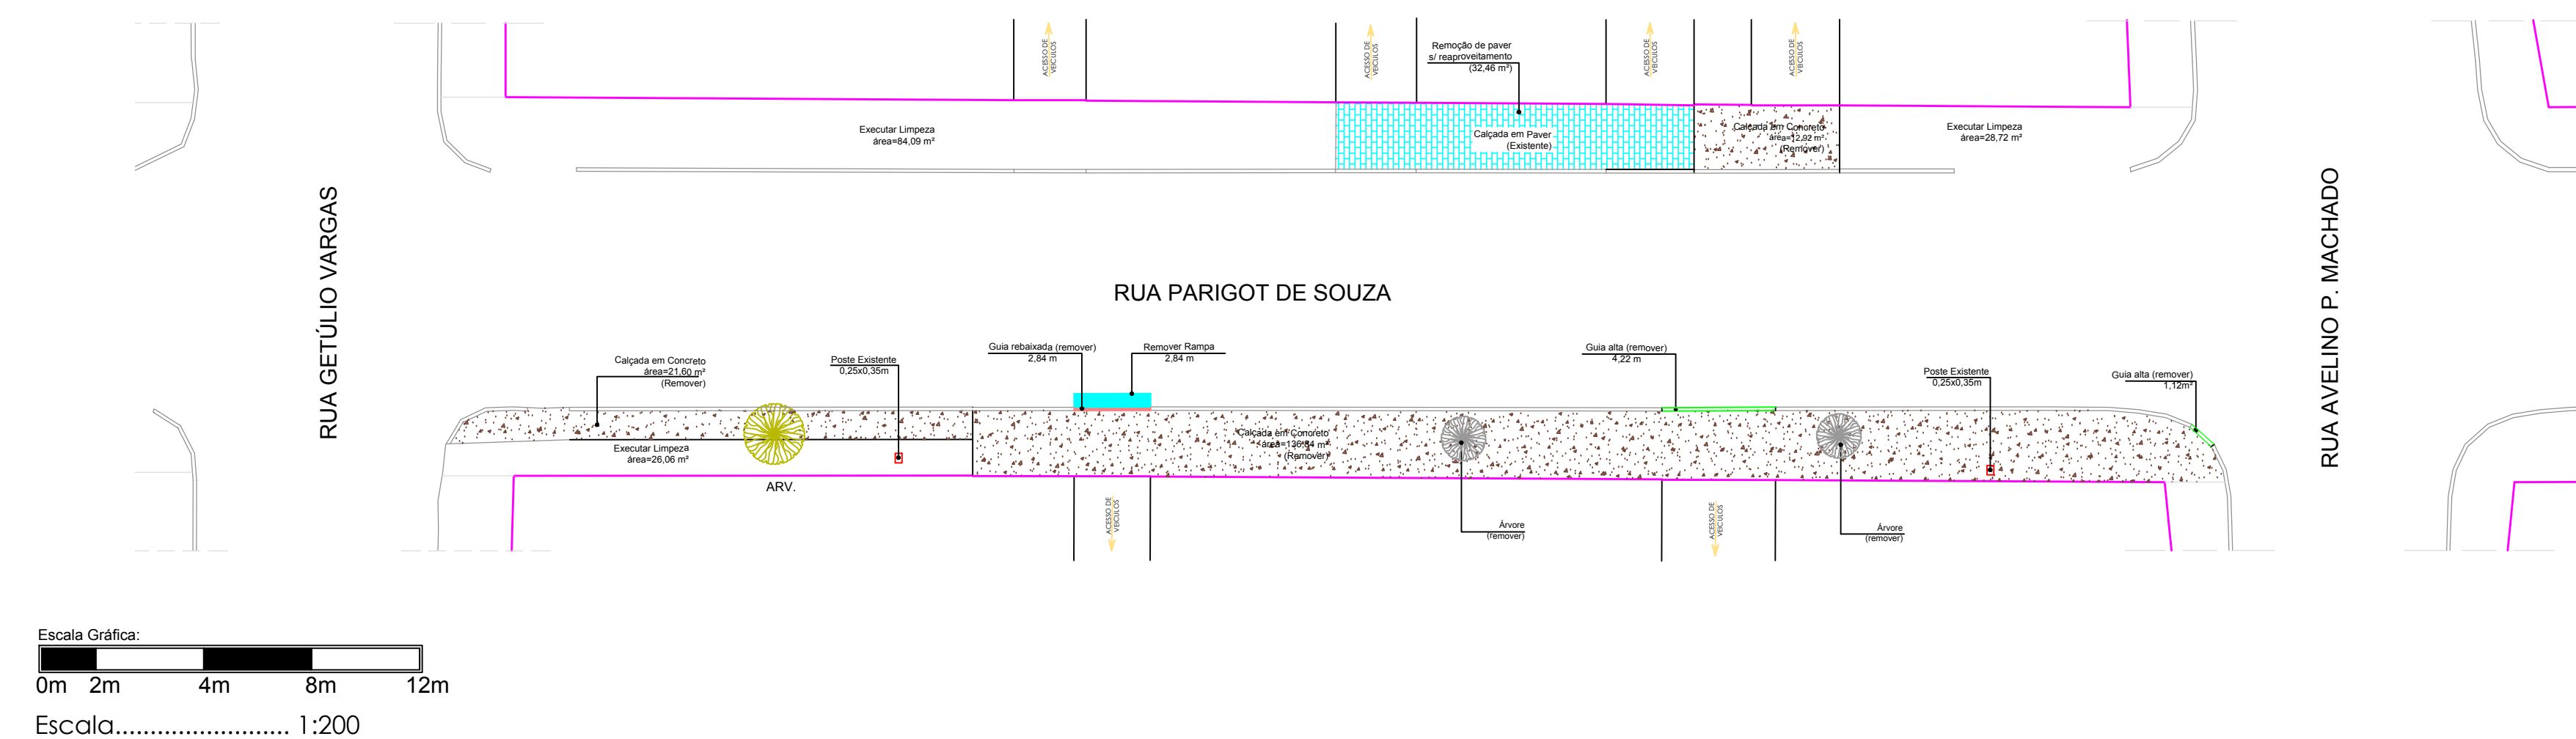 ACESSO DE
VEÍCULOS
ACESSO DE
VEÍCULOS
Remoção de paver
s/ reaproveitamento
(32,46 m²)
ACESSO DE
VEÍCULOS
ACESSO DE
VEÍCULOS
Executar Limpeza
área=84,09 m²
Calçada em Paver
(Existente)
Calçada em Concreto
área=12,92 m²
(Remover)
Executar Limpeza
área=28,72 m²
RUA GETÚLIO VARGAS
RUA PARIGOT DE SOUZA
RUA AVELINO P. MACHADO
Calçada em Concreto
área=21,60 m²
(Remover)
Poste Existente
0,25x0,35m
Guia rebaixada (remover)
2,84 m
Remover Rampa
2,84 m
Guia alta (remover)
4,22 m
Poste Existente
0,25x0,35m
Guia alta (remover)
1,12m²
Executar Limpeza
área=26,06 m²
Calçada em Concreto
área=136,84 m²
(Remover)
ARV.
ACESSO DE
VEÍCULOS
Árvore
(remover)
ACESSO DE
VEÍCULOS
Árvore
(remover)
Escala Gráfica:
0m 2m 4m 8m 12m
Escala......................... 1:200